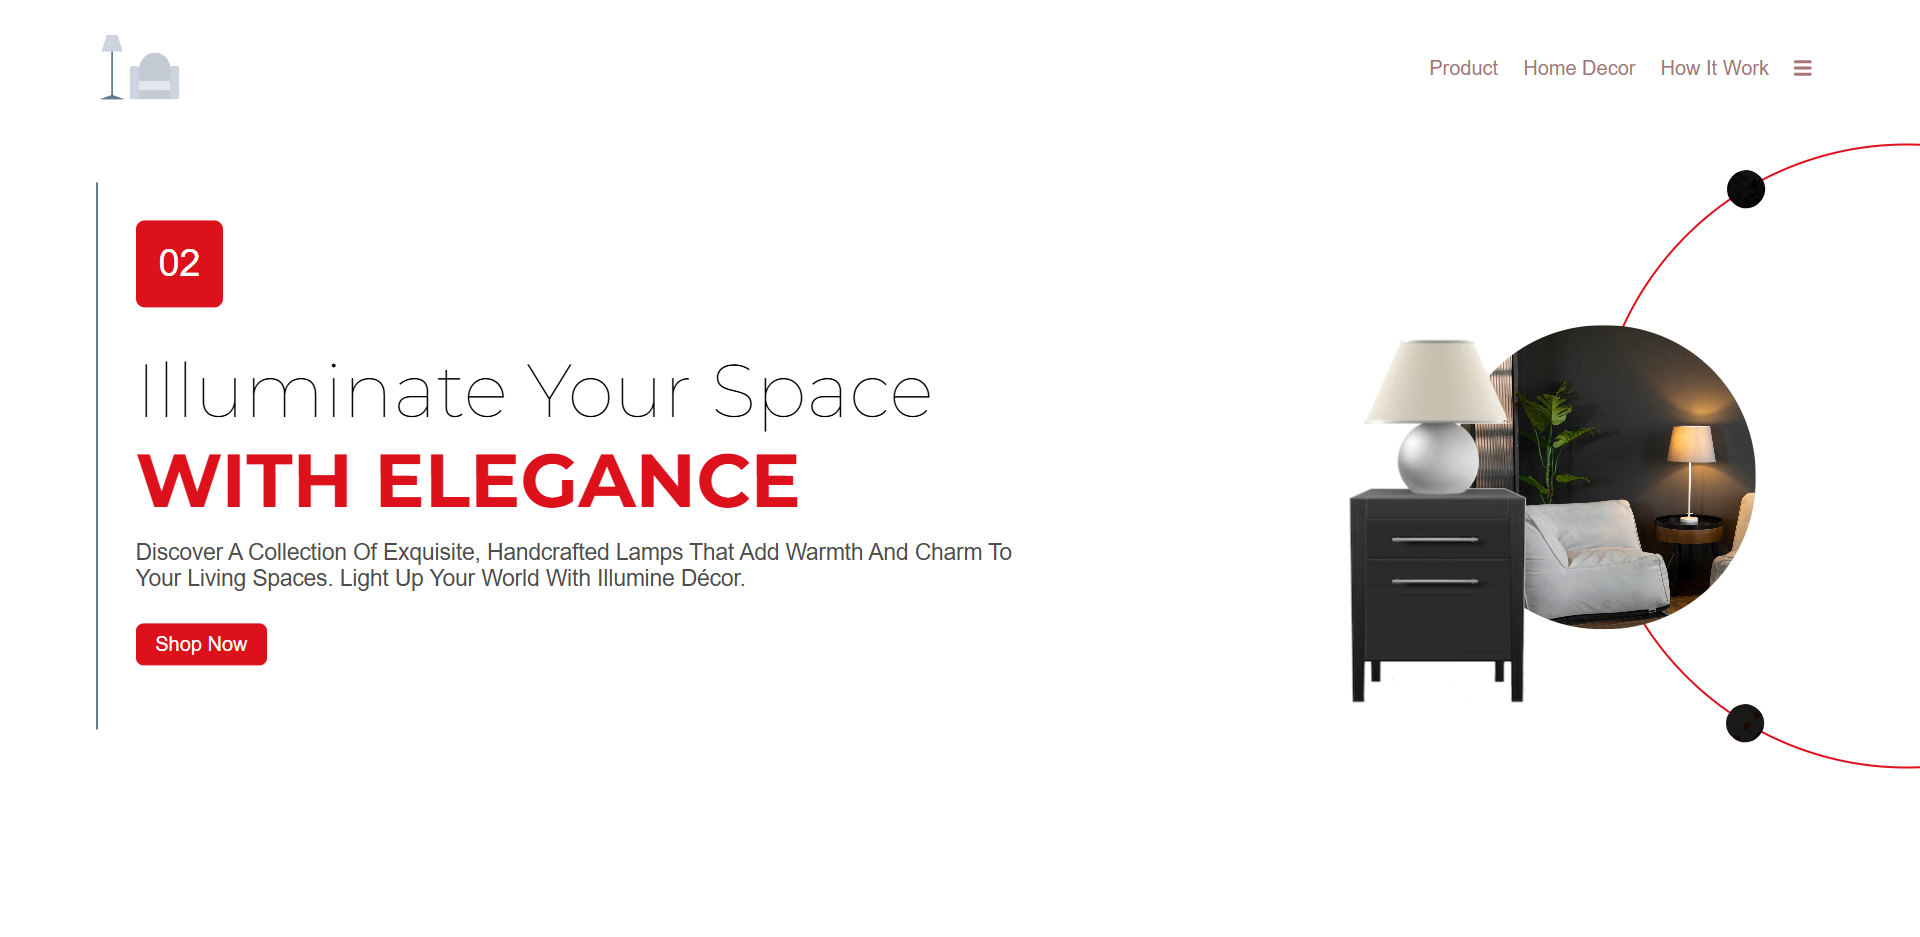 Product Home Decor How It Work
02
Illuminate Your Space
WITH ELEGANCE
Discover A Collection Of Exquisite, Handcrafted Lamps That Add Warmth And Charm To
Your Living Spaces. Light Up Your World With Illumine Décor.
Shop Now